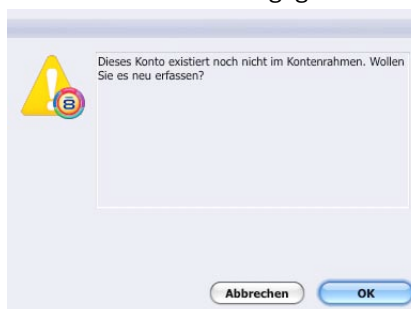 Dieses Konto existiert noch nicht im Kontenrahmen. Wollen
Sie es neu erfassen?
Abbrechen OK